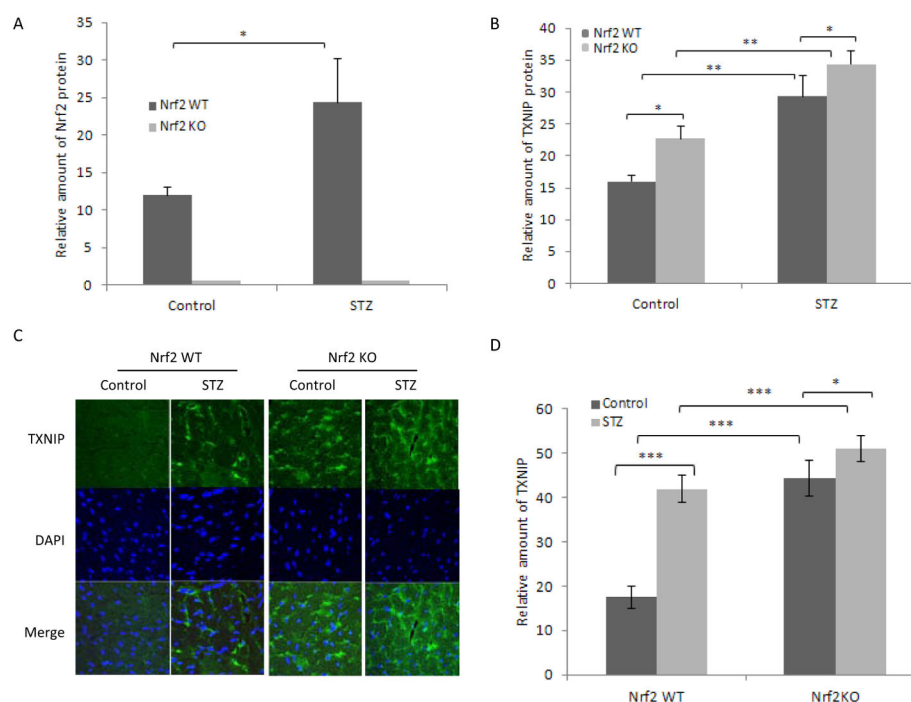 A
Relative amount of Nrf2 protein
30
25
20
15
10
5
0
*
Nrf2 WT
Nrf2 KO
Control STZ
B
Relative amount of TXNIP protein
40
35
30
25
20
15
10
5
0
Nrf2 WT
Nrf2 KO
*
**
**
*
Control STZ
C
Nrf2 WT Nrf2 KO
Control STZ Control STZ
TXNIP
DAPI
Merge
D
Relative amount of TXNIP
60
50
40
30
20
10
0
Control
STZ
***
*
***
***
Nrf2 WT Nrf2KO